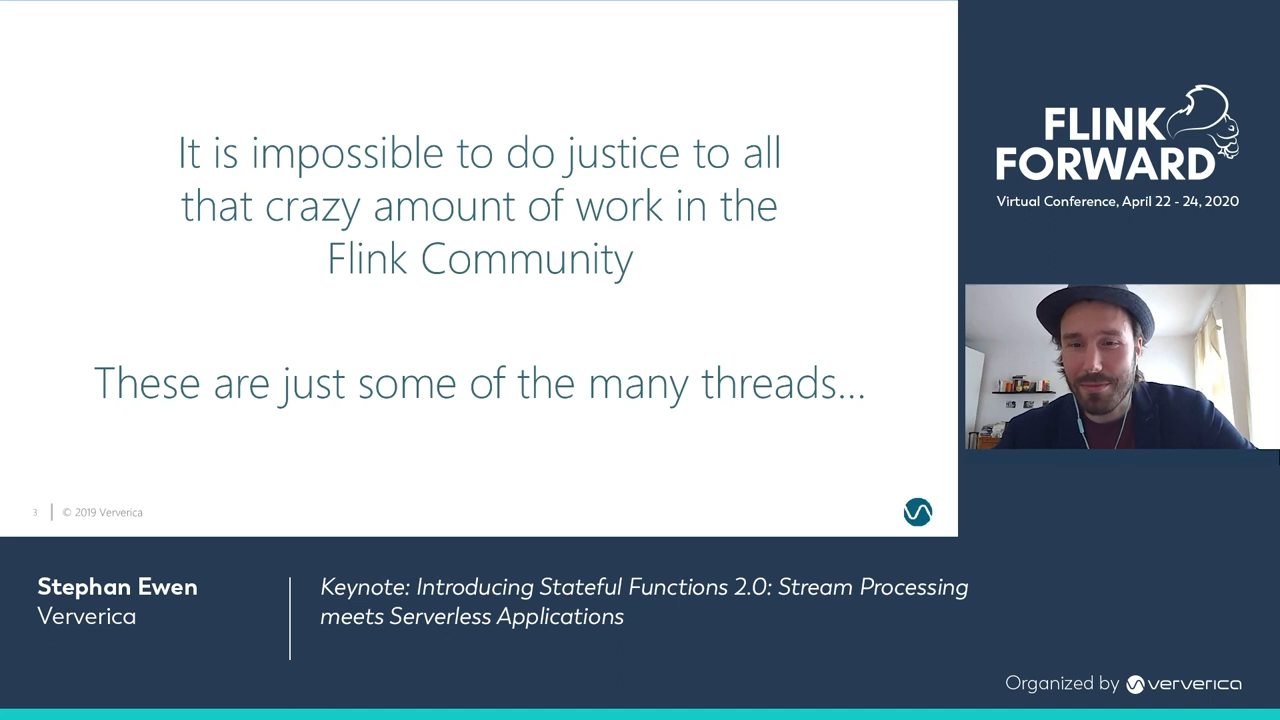 It is impossible to do justice to all
that crazy amount of work in the
Flink Community
These are just some of the many threads...
3
© 2019 Ververica
FLINK
FORWARD
Virtual Conference, April 22 - 24, 2020
Stephan Ewen
Ververica
Keynote: Introducing Stateful Functions 2.0: Stream Processing
meets Serverless Applications
Organized by ververica